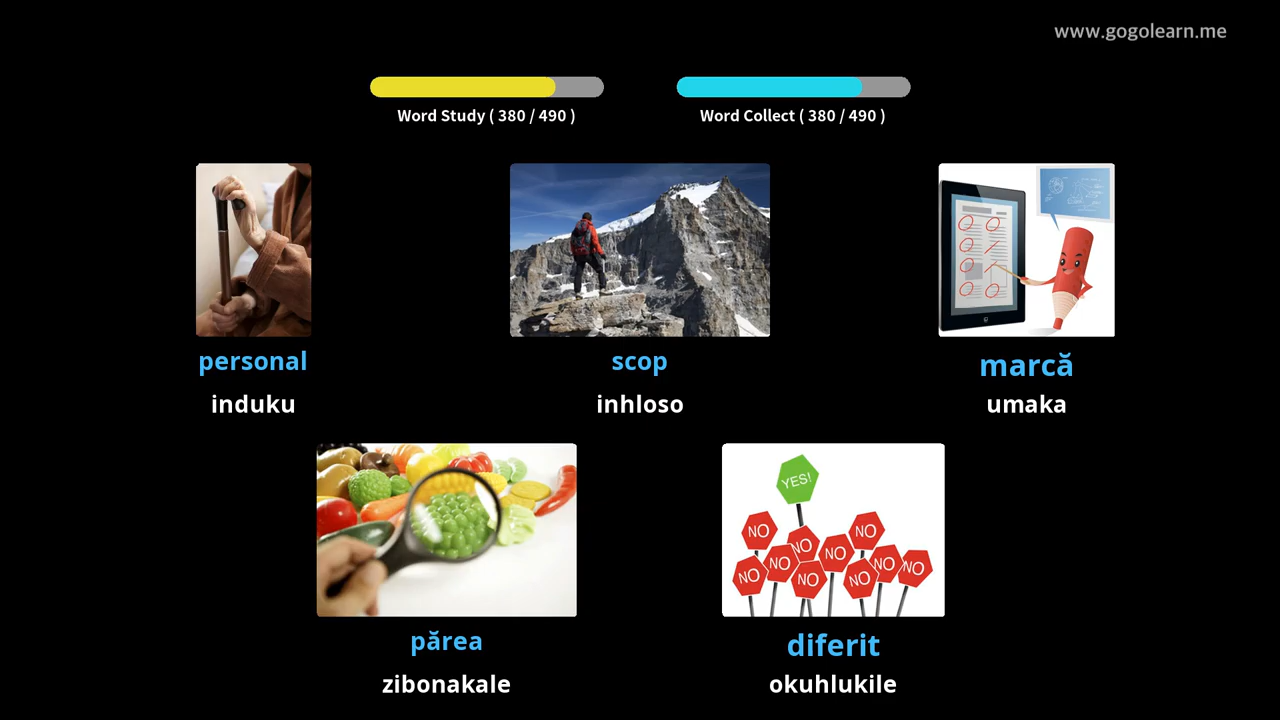 www.gogolearn.me
Word Study ( 380 / 490 )
Word Collect ( 380 / 490 )
personal
induku
scop
inhloso
marcă
umaka
YES!
NO
NO
NO
NO
NO
NO
NO
NO
NO
NO
părea
zibonakale
diferit
okuhlukile